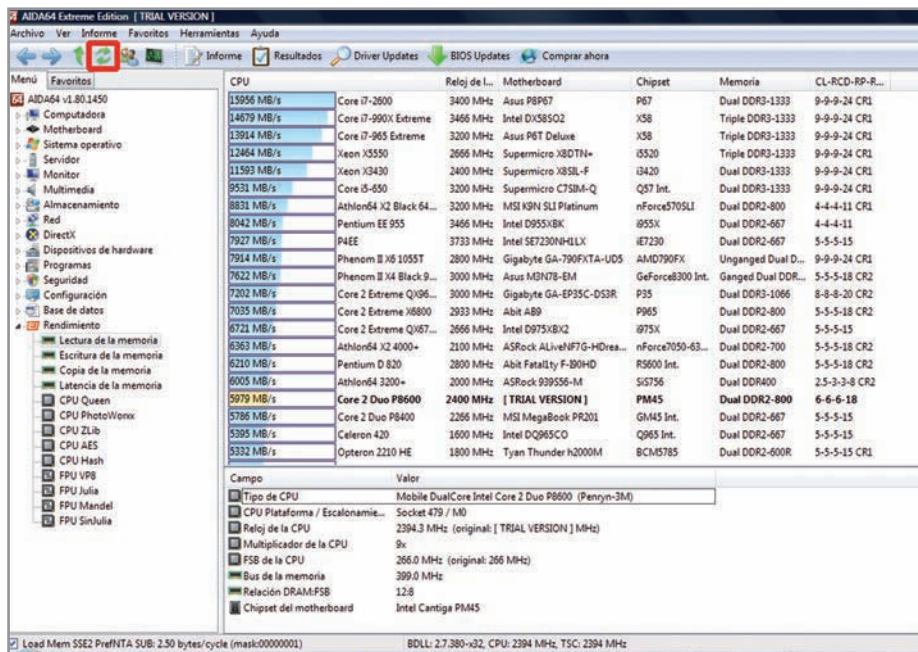 AIDA64 Extreme Edition [ TRIAL VERSION ]
Archivo Ver Informe Favoritos Herramientas Ayuda
Informe Resultados Driver Updates BIOS Updates Comprar ahora
Menú Favoritos
AIDA64 v1.80.1450
Computadora
Motherboard
Sistema operativo
Servidor
Monitor
Multimedia
Almacenamiento
Red
DirectX
Dispositivos de hardware
Programas
Seguridad
Configuración
Base de datos
Rendimiento
Lectura de la memoria
Escritura de la memoria
Copia de la memoria
Latencia de la memoria
CPU Queen
CPU PhotoWorxx
CPU ZLib
CPU AES
CPU Hash
FPU VP8
FPU Julia
FPU Mandel
FPU SinJulia
CPU Reloj de l... Motherboard Chipset Memoria CL-RCD-RP-R...
15956 MB/s Core i7-2600 3400 MHz Asus P8P67 P67 Dual DDR3-1333 9-9-9-24 CR1
14679 MB/s Core i7-990X Extreme 3466 MHz Intel DX58SO2 X58 Triple DDR3-1333 9-9-9-24 CR1
13914 MB/s Core i7-965 Extreme 3200 MHz Asus P6T Deluxe X58 Triple DDR3-1333 9-9-9-24 CR1
12464 MB/s Xeon X5550 2666 MHz Supermicro X8DTN+ i5520 Triple DDR3-1333 9-9-9-24 CR1
11593 MB/s Xeon X3430 2400 MHz Supermicro X8SIL-F i3420 Dual DDR3-1333 9-9-9-24 CR1
9531 MB/s Core i5-650 3200 MHz Supermicro C7SIM-Q Q57 Int. Dual DDR3-1333 9-9-9-24 CR1
8831 MB/s Athlon64 X2 Black 64... 3200 MHz MSI K9N SLI Platinum nForce570SLI Dual DDR2-800 4-4-4-11 CR1
8042 MB/s Pentium EE 955 3466 MHz Intel D955XBK i955X Dual DDR2-667 4-4-4-11
7927 MB/s P4EE 3733 MHz Intel SE7230NH1LX iE7230 Dual DDR2-667 5-5-5-15
7914 MB/s Phenom II X6 1055T 2800 MHz Gigabyte GA-790FXTA-UD5 AMD790FX Unganged Dual D... 9-9-9-24 CR1
7622 MB/s Phenom II X4 Black 9... 3000 MHz Asus M3N78-EM GeForce8300 Int. Ganged Dual DDR... 5-5-5-18 CR2
7202 MB/s Core 2 Extreme QX96... 3000 MHz Gigabyte GA-EP35C-DS3R P35 Dual DDR3-1066 8-8-8-20 CR2
7035 MB/s Core 2 Extreme X6800 2933 MHz Abit AB9 P965 Dual DDR2-800 5-5-5-18 CR2
6721 MB/s Core 2 Extreme QX67... 2666 MHz Intel D975XBX2 i975X Dual DDR2-667 5-5-5-15
6363 MB/s Athlon64 X2 4000+ 2100 MHz ASRock ALiveNF7G-HDrea... nForce7050-63... Dual DDR2-700 5-5-5-18 CR2
6210 MB/s Pentium D 820 2800 MHz Abit Fatal1ty F-I90HD RS600 Int. Dual DDR2-800 5-5-5-18 CR2
6005 MB/s Athlon64 3200+ 2000 MHz ASRock 939S56-M SiS756 Dual DDR400 2.5-3-3-8 CR2
5979 MB/s Core 2 Duo P8600 2400 MHz [ TRIAL VERSION ] PM45 Dual DDR2-800 6-6-6-18
5786 MB/s Core 2 Duo P8400 2266 MHz MSI MegaBook PR201 GM45 Int. Dual DDR2-667 5-5-5-15
5395 MB/s Celeron 420 1600 MHz Intel DQ965CO Q965 Int. Dual DDR2-667 5-5-5-15
5332 MB/s Opteron 2210 HE 1800 MHz Tyan Thunder h2000M BCM5785 Dual DDR2-600R 5-5-5-15 CR1
Campo Valor
Tipo de CPU Mobile DualCore Intel Core 2 Duo P8600 (Penryn-3M)
CPU Plataforma / Escalonamie... Socket 479 / M0
Reloj de la CPU 2394.3 MHz (original: [ TRIAL VERSION ] MHz)
Multiplicador de la CPU 9x
FSB de la CPU 266.0 MHz (original: 266 MHz)
Bus de la memoria 399.0 MHz
Relación DRAM:FSB 12:8
Chipset del motherboard Intel Cantiga PM45
Load Mem SSE2 PrefNTA SUB: 2.50 bytes/cycle (mask:00000001) BDLL: 2.7.380-x32, CPU: 2394 MHz, TSC: 2394 MHz